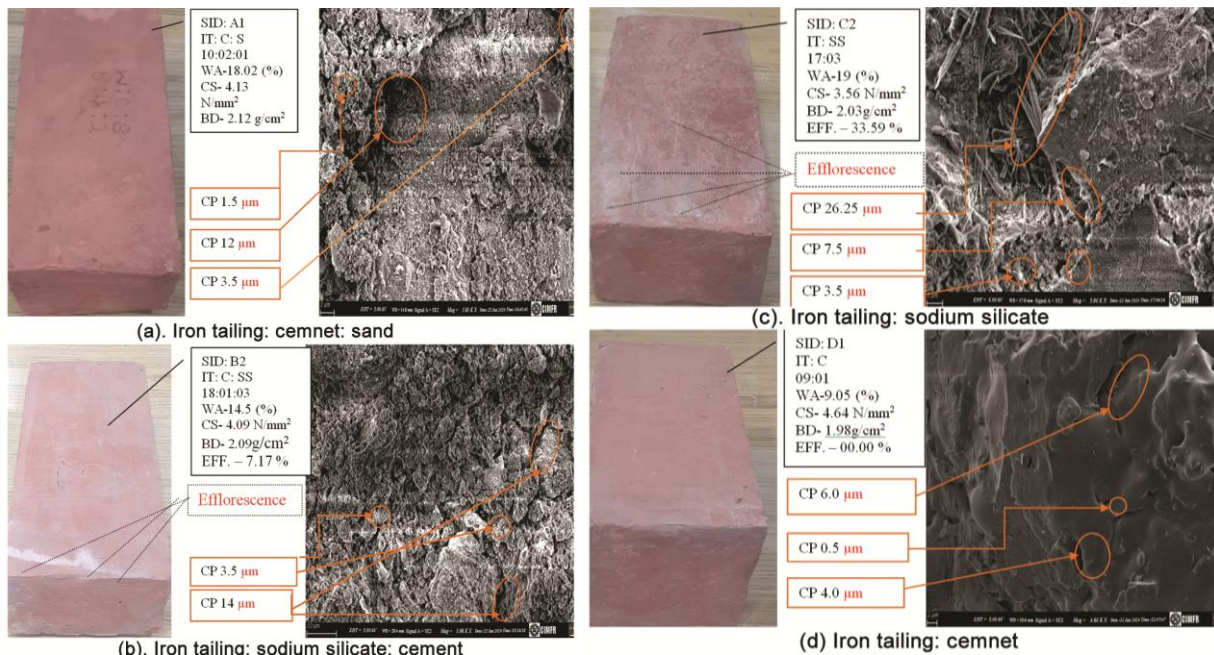 SID: A1
IT: C: S
10:02:01
WA-18.02 (%)
CS- 4.13
N/mm²
BD- 2.12 g/cm²
CP 1.5 μm
CP 12 μm
CP 3.5 μm
(a). Iron tailing: cemnet: sand
SID: B2
IT: C: SS
18:01:03
WA-14.5 (%)
CS- 4.09 N/mm²
BD- 2.09g/cm²
EFF. – 7.17 %
Efflorescence
CP 3.5 μm
CP 14 μm
CIMFR
(b). Iron tailing: sodium silicate: cement
SID: C2
IT: SS
17:03
WA-19 (%)
CS- 3.56 N/mm²
BD- 2.03g/cm²
EFF. – 33.59 %
Efflorescence
CP 26.25 μm
CP 7.5 μm
CP 3.5 μm
CIMFR
(c). Iron tailing: sodium silicate
SID: D1
IT: C
09:01
WA-9.05 (%)
CS- 4.64 N/mm²
BD- 1.98g/cm²
EFF. – 00.00 %
CP 6.0 μm
CP 0.5 μm
CP 4.0 μm
CIMFR
(d) Iron tailing: cemnet